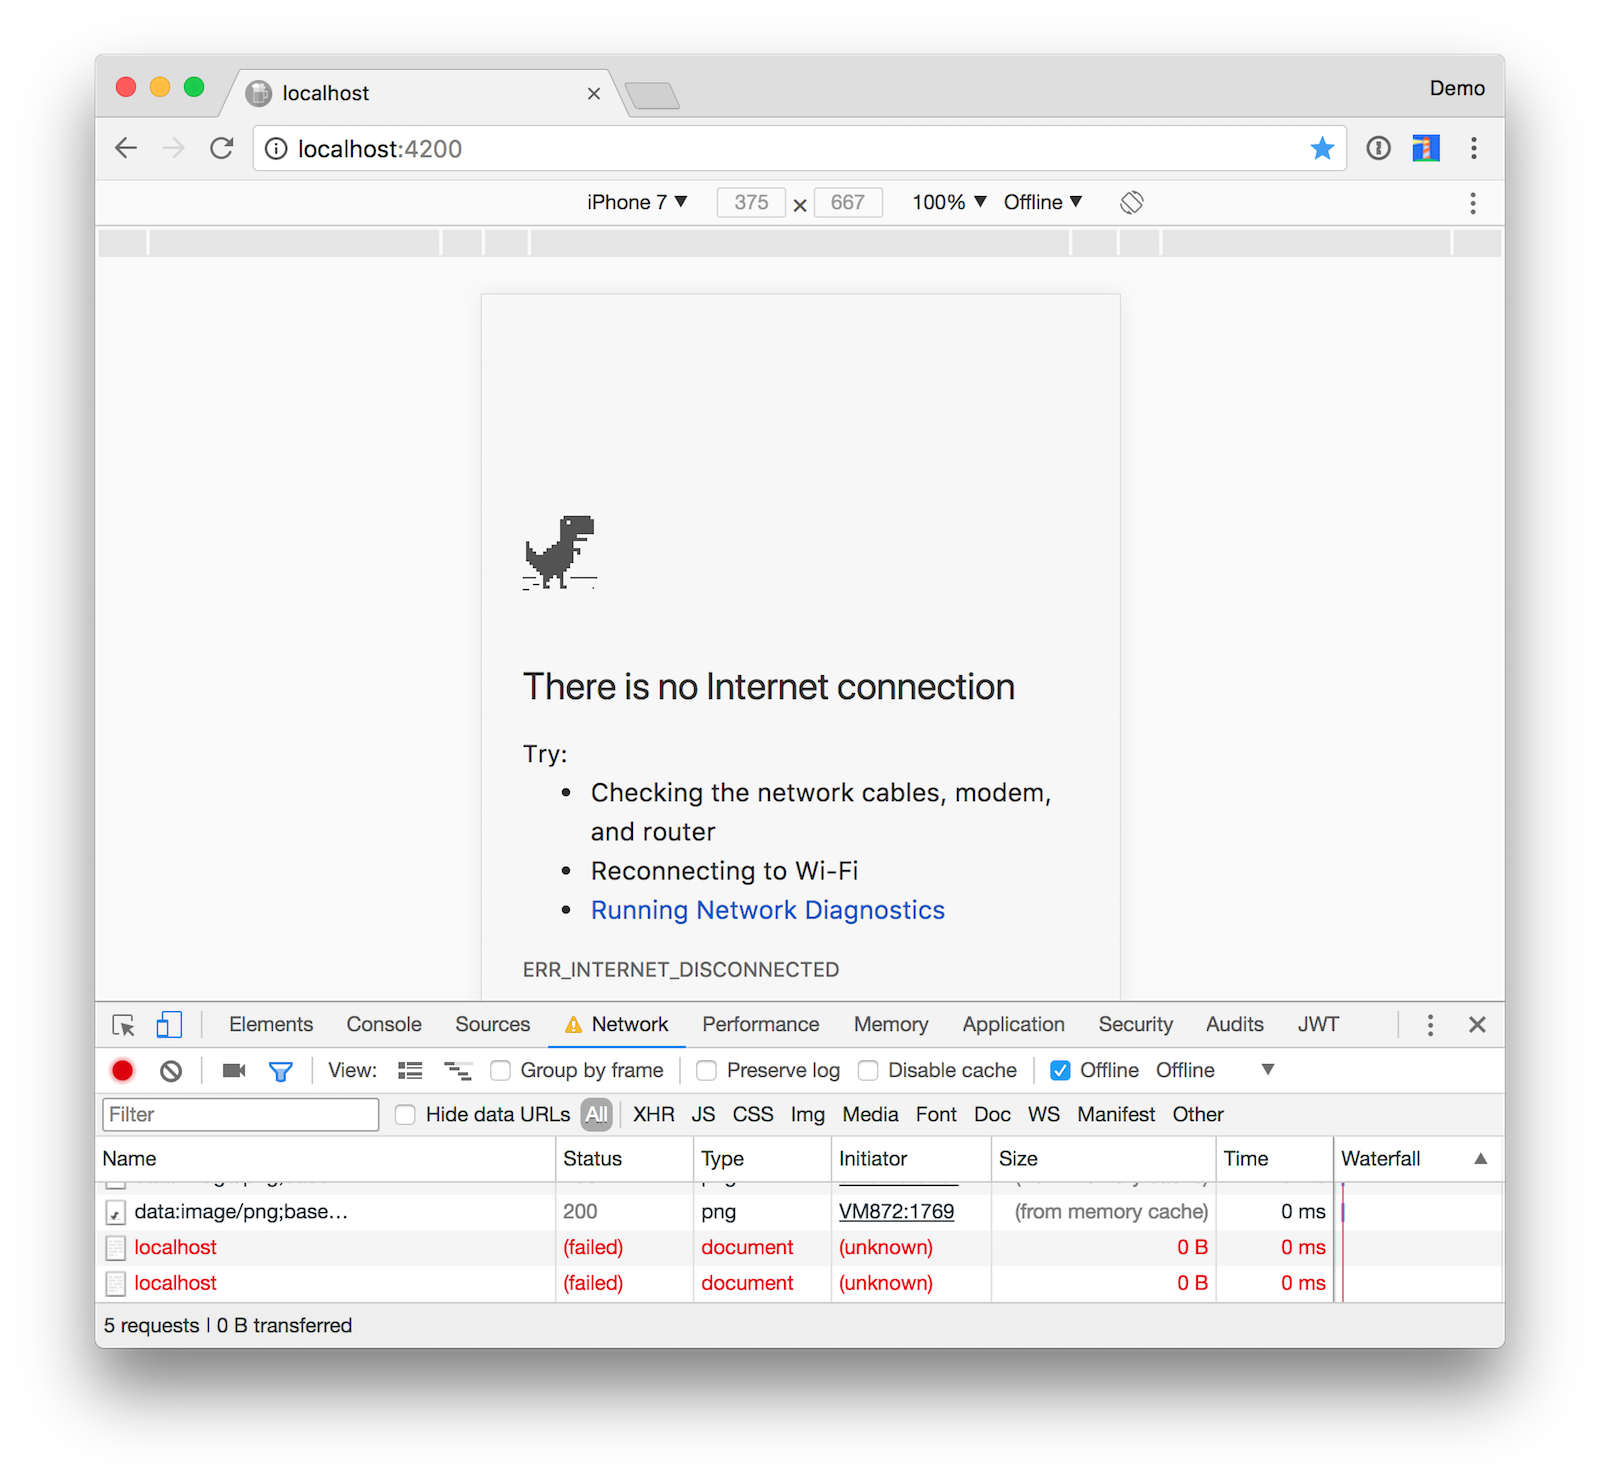 localhost
Demo
localhost:4200
iPhone 7 375 × 667 100% Offline
There is no Internet connection
Try:
• Checking the network cables, modem,
and router
• Reconnecting to Wi-Fi
• Running Network Diagnostics
ERR_INTERNET_DISCONNECTED
Elements Console Sources Network Performance Memory Application Security Audits JWT
View: Group by frame Preserve log Disable cache Offline Offline
Filter Hide data URLs All XHR JS CSS Img Media Font Doc WS Manifest Other
Name Status Type Initiator Size Time Waterfall
data:image/png;base… 200 png VM872:1769 (from memory cache) 0 ms
localhost (failed) document (unknown) 0 B 0 ms
localhost (failed) document (unknown) 0 B 0 ms
5 requests | 0 B transferred